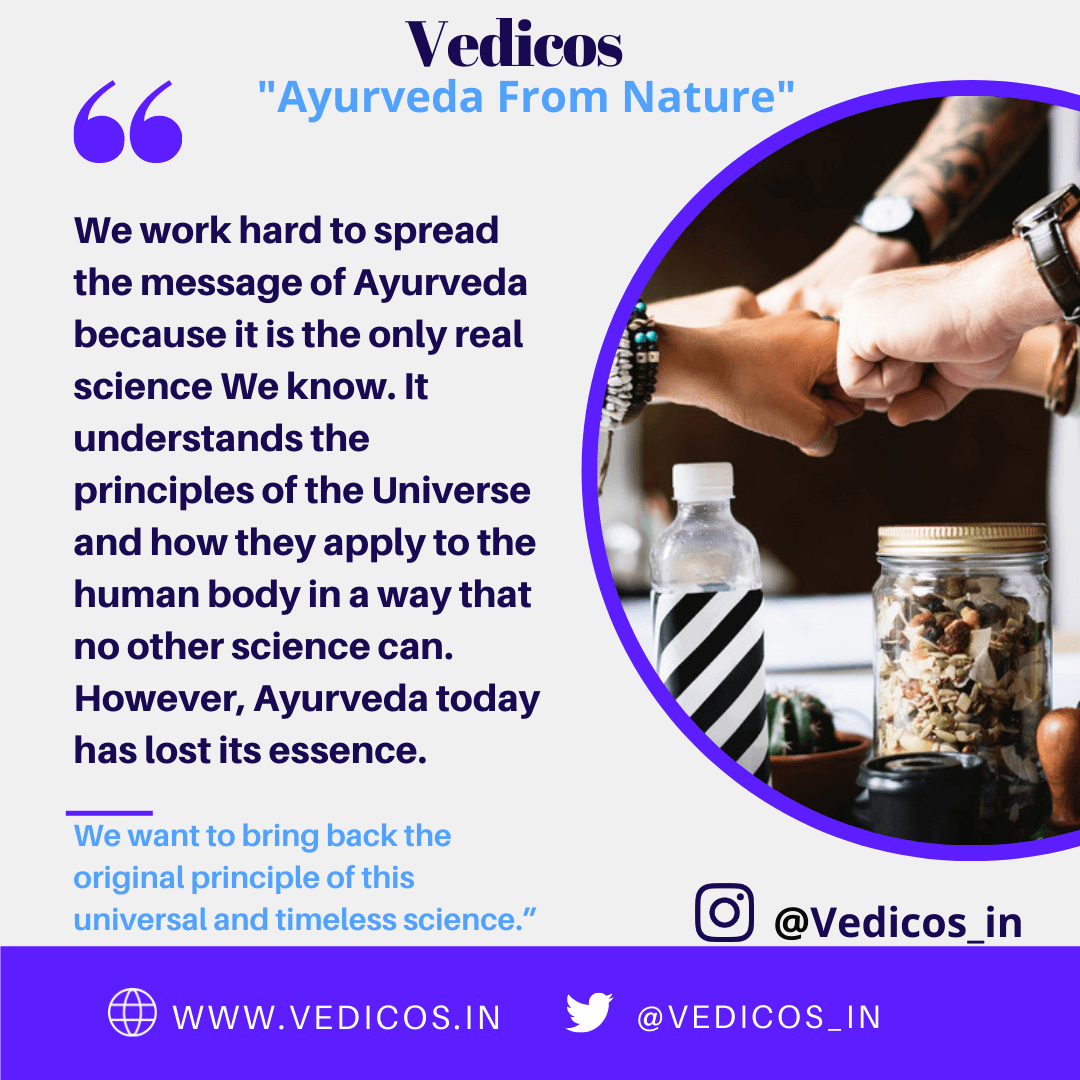 Vedicos
"Ayurveda From Nature"
“
We work hard to spread
the message of Ayurveda
because it is the only real
science We know. It
understands the
principles of the Universe
and how they apply to the
human body in a way that
no other science can.
However, Ayurveda today
has lost its essence.
We want to bring back the
original principle of this
universal and timeless science.”
@Vedicos_in
WWW.VEDICOS.IN
@VEDICOS_IN